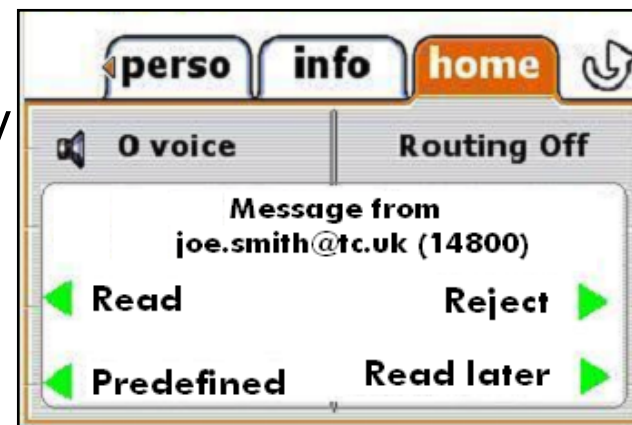 perso info home
y
0 voice Routing Off
Message from
joe.smith@tc.uk (14800)
Read Reject
Predefined Read later